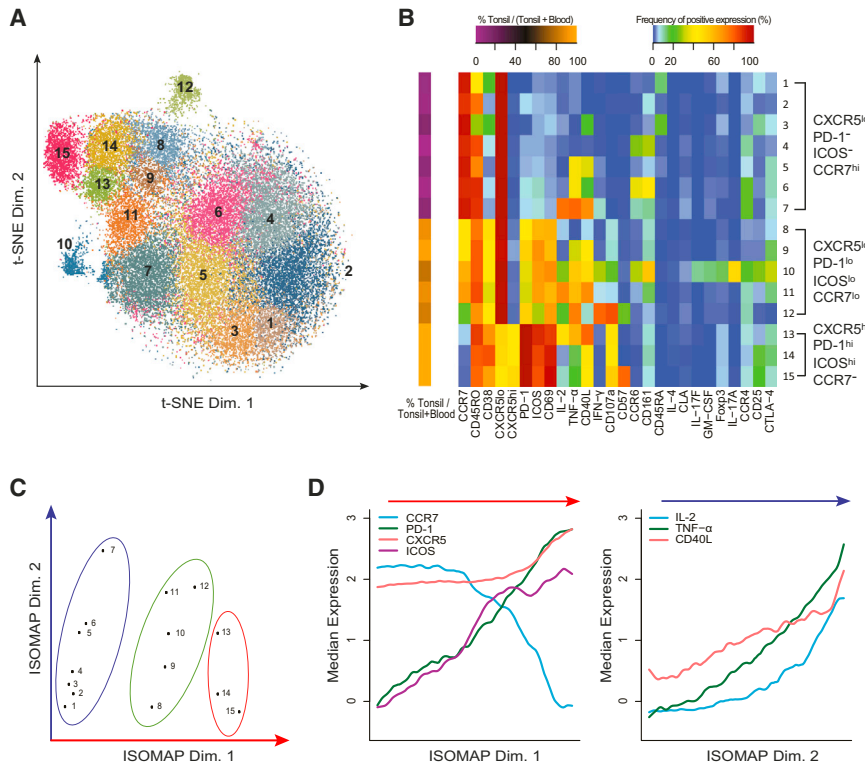 A
t-SNE Dim. 2
t-SNE Dim. 1
12
15
14
8
13
9
11
6
4
10
7
5
2
3
1
B
% Tonsil / (Tonsil + Blood)
0 20 40 60 80 100
Frequency of positive expression (%)
0 20 40 60 80 100
1
2
3
4
5
6
7
8
9
10
11
12
13
14
15
PD-1⁻
ICOS⁻
CCR7ʰⁱ
PD-1ˡᵒ
ICOSˡᵒ
CCR7ˡᵒ
PD-1ʰⁱ
ICOSʰⁱ
CCR7⁻
% Tonsil /
Tonsil+Blood
CCR7
CD45RO
CD38
CXCR5lo
CXCR5hi
PD-1
ICOS
CD69
IL-2
TNF-α
CD40L
IFN-γ
CD107a
CD57
CCR6
CD161
CD45RA
IL-4
CLA
IL-17F
GM-CSF
Foxp3
IL-17A
CCR4
CD25
CTLA-4
C
ISOMAP Dim. 2
ISOMAP Dim. 1
7
6
5
4
3
2
1
11
12
10
9
8
13
14
15
D
Median Expression
3
2
1
0
CCR7
PD-1
CXCR5
ICOS
ISOMAP Dim. 1
Median Expression
3
2
1
0
IL-2
TNF-α
CD40L
ISOMAP Dim. 2